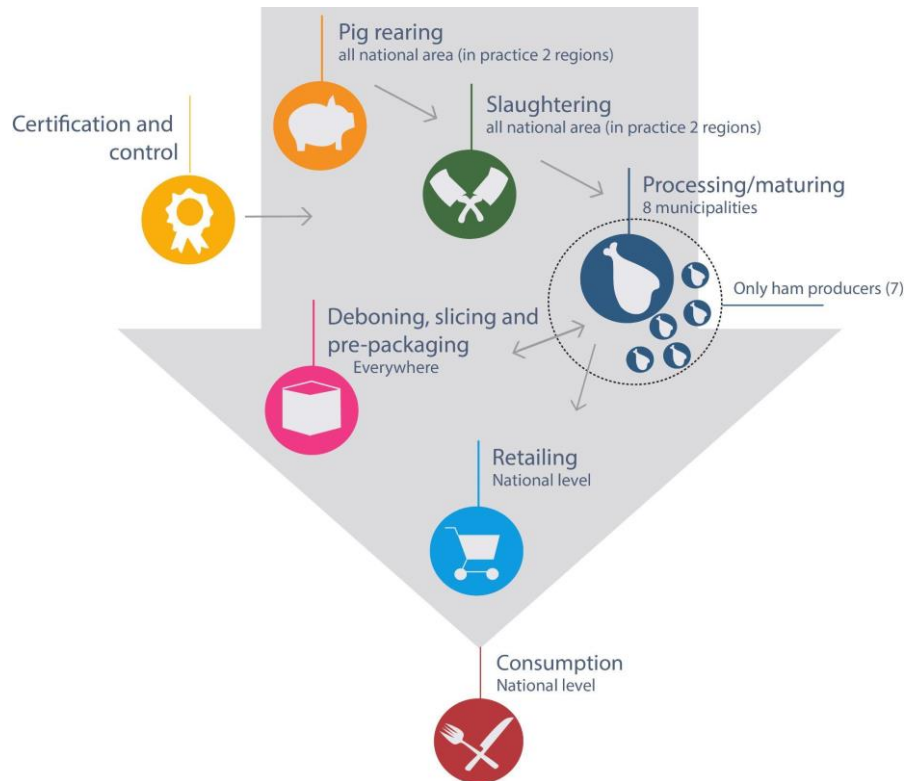 Pig rearing
all national area (in practice 2 regions)
Certification and
control
Slaughtering
all national area (in practice 2 regions)
Processing/maturing
8 municipalities
Only ham producers (7)
Deboning, slicing and
pre-packaging
Everywhere
Retailing
National level
Consumption
National level